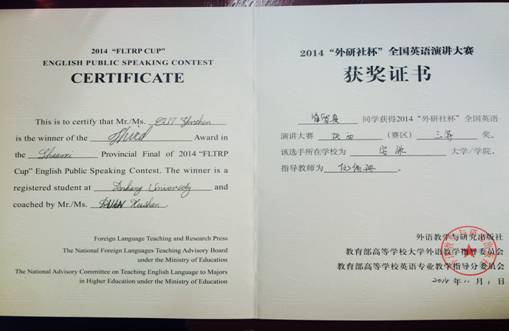 2014 "FLTRP CUP"
ENGLISH PUBLIC SPEAKING CONTEST
CERTIFICATE
This is to certify that Mr./Ms.
is the winner of the Third Award in
the Shaanxi Provincial Final of 2014 "FLTRP
Cup" English Public Speaking Contest. The winner is a
registered student at Ankang University and
coached by Mr./Ms.
Foreign Language Teaching and Research Press
The National Foreign Languages Teaching Advisory Board
under the Ministry of Education
The National Advisory Committee on Teaching English Language to Majors
in Higher Education under the Ministry of Education
2014 "外研社杯" 全国英语演讲大赛
获奖证书
同学获得2014 "外研社杯" 全国英语
演讲大赛 陕西 (赛区) 三等 奖。
该选手所在学校为 安康 大学/学院,
指导教师为 。
外语教学与研究出版社
教育部高等学校大学外语教学指导委员会
教育部高等学校英语专业教学指导分委员会
2014 年 11 月 1 日